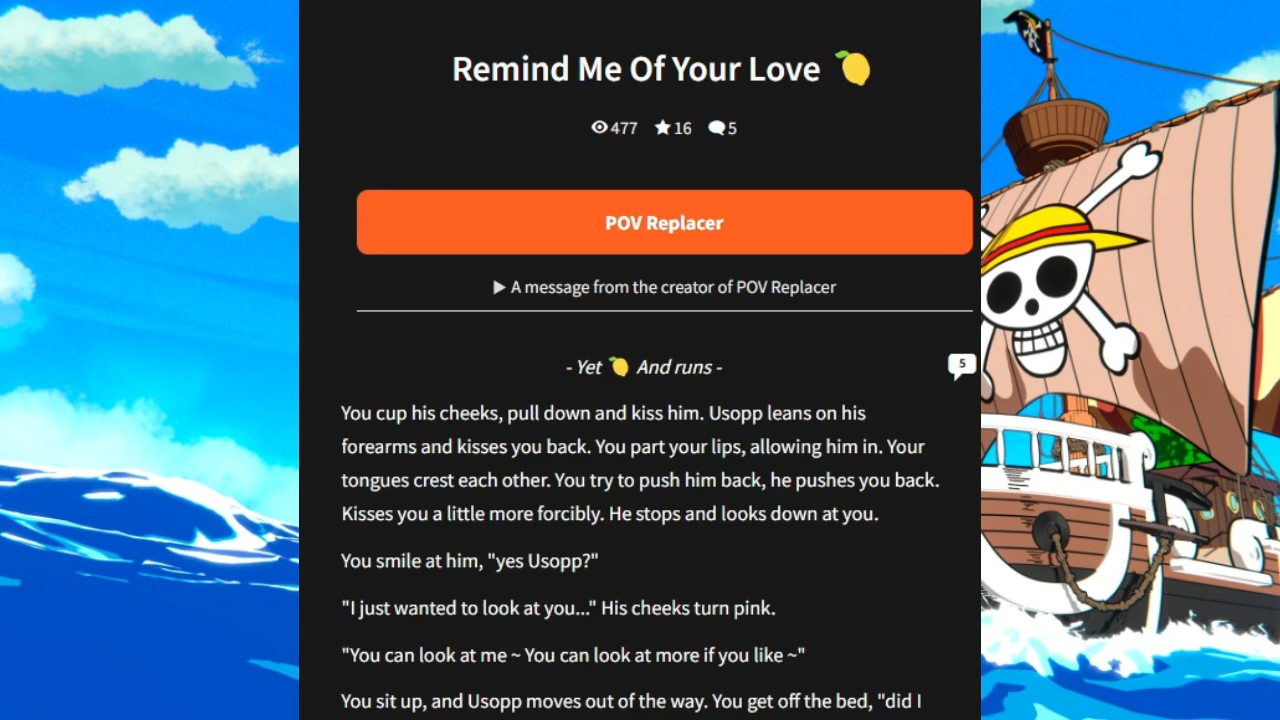 Remind Me Of Your Love 🍋
477 16 5
POV Replacer
▶ A message from the creator of POV Replacer
- Yet 🍋 And runs -
5
You cup his cheeks, pull down and kiss him. Usopp leans on his
forearms and kisses you back. You part your lips, allowing him in. Your
tongues crest each other. You try to push him back, he pushes you back.
Kisses you a little more forcibly. He stops and looks down at you.
You smile at him, "yes Usopp?"
"I just wanted to look at you..." His cheeks turn pink.
"You can look at me ~ You can look at more if you like ~"
You sit up, and Usopp moves out of the way. You get off the bed, "did I